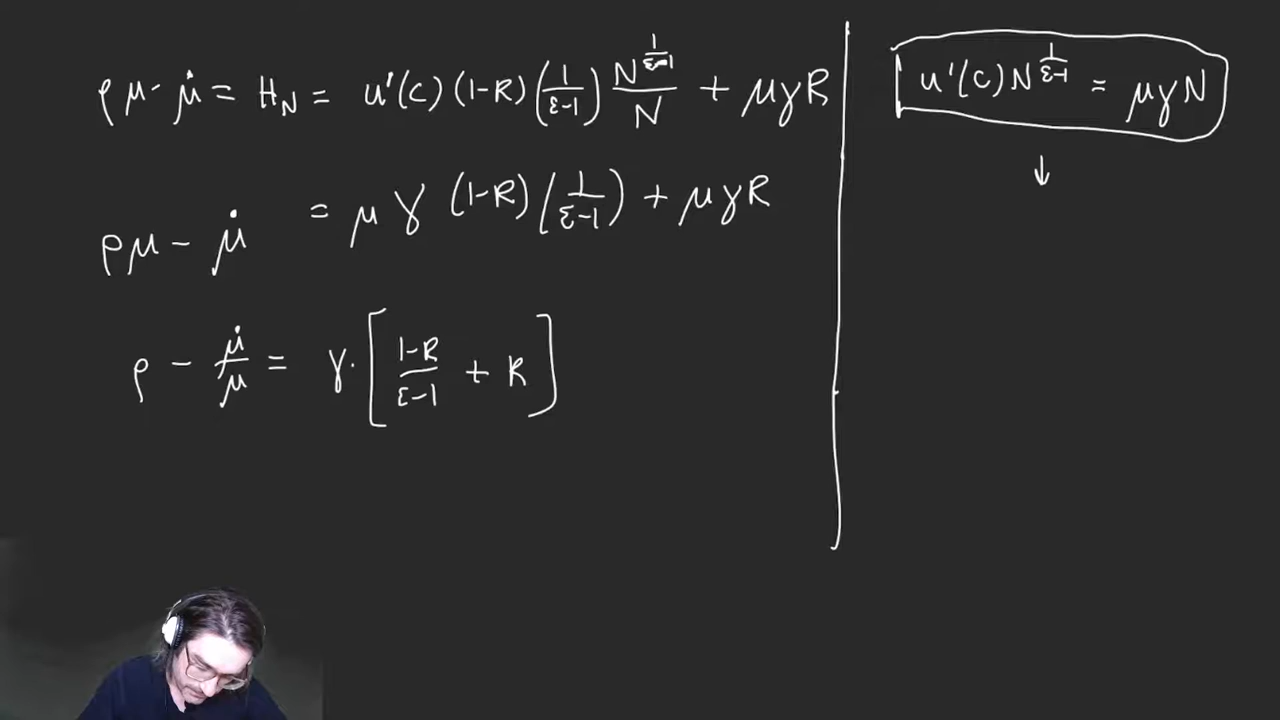 ρμ - μ̇ = H_N = u'(c)(1-R)(1/(ε-1)) N^(1/(ε-1))/N + μγR
= μγ(1-R)(1/(ε-1)) + μγR
ρμ - μ̇
ρ - μ̇/μ = γ·[(1-R)/(ε-1) + R]
u'(c)N^(1/(ε-1)) = μγN
↓